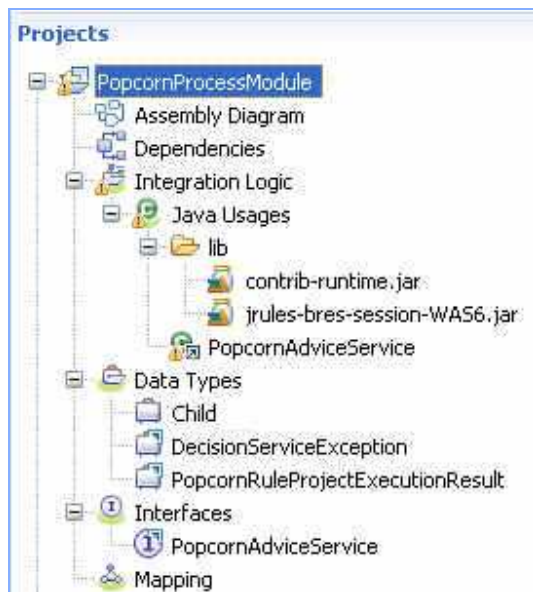 Projects
PopcornProcessModule
Assembly Diagram
Dependencies
Integration Logic
Java Usages
lib
contrib-runtime.jar
jrules-bres-session-WAS6.jar
PopcornAdviceService
Data Types
Child
DecisionServiceException
PopcornRuleProjectExecutionResult
Interfaces
PopcornAdviceService
Mapping